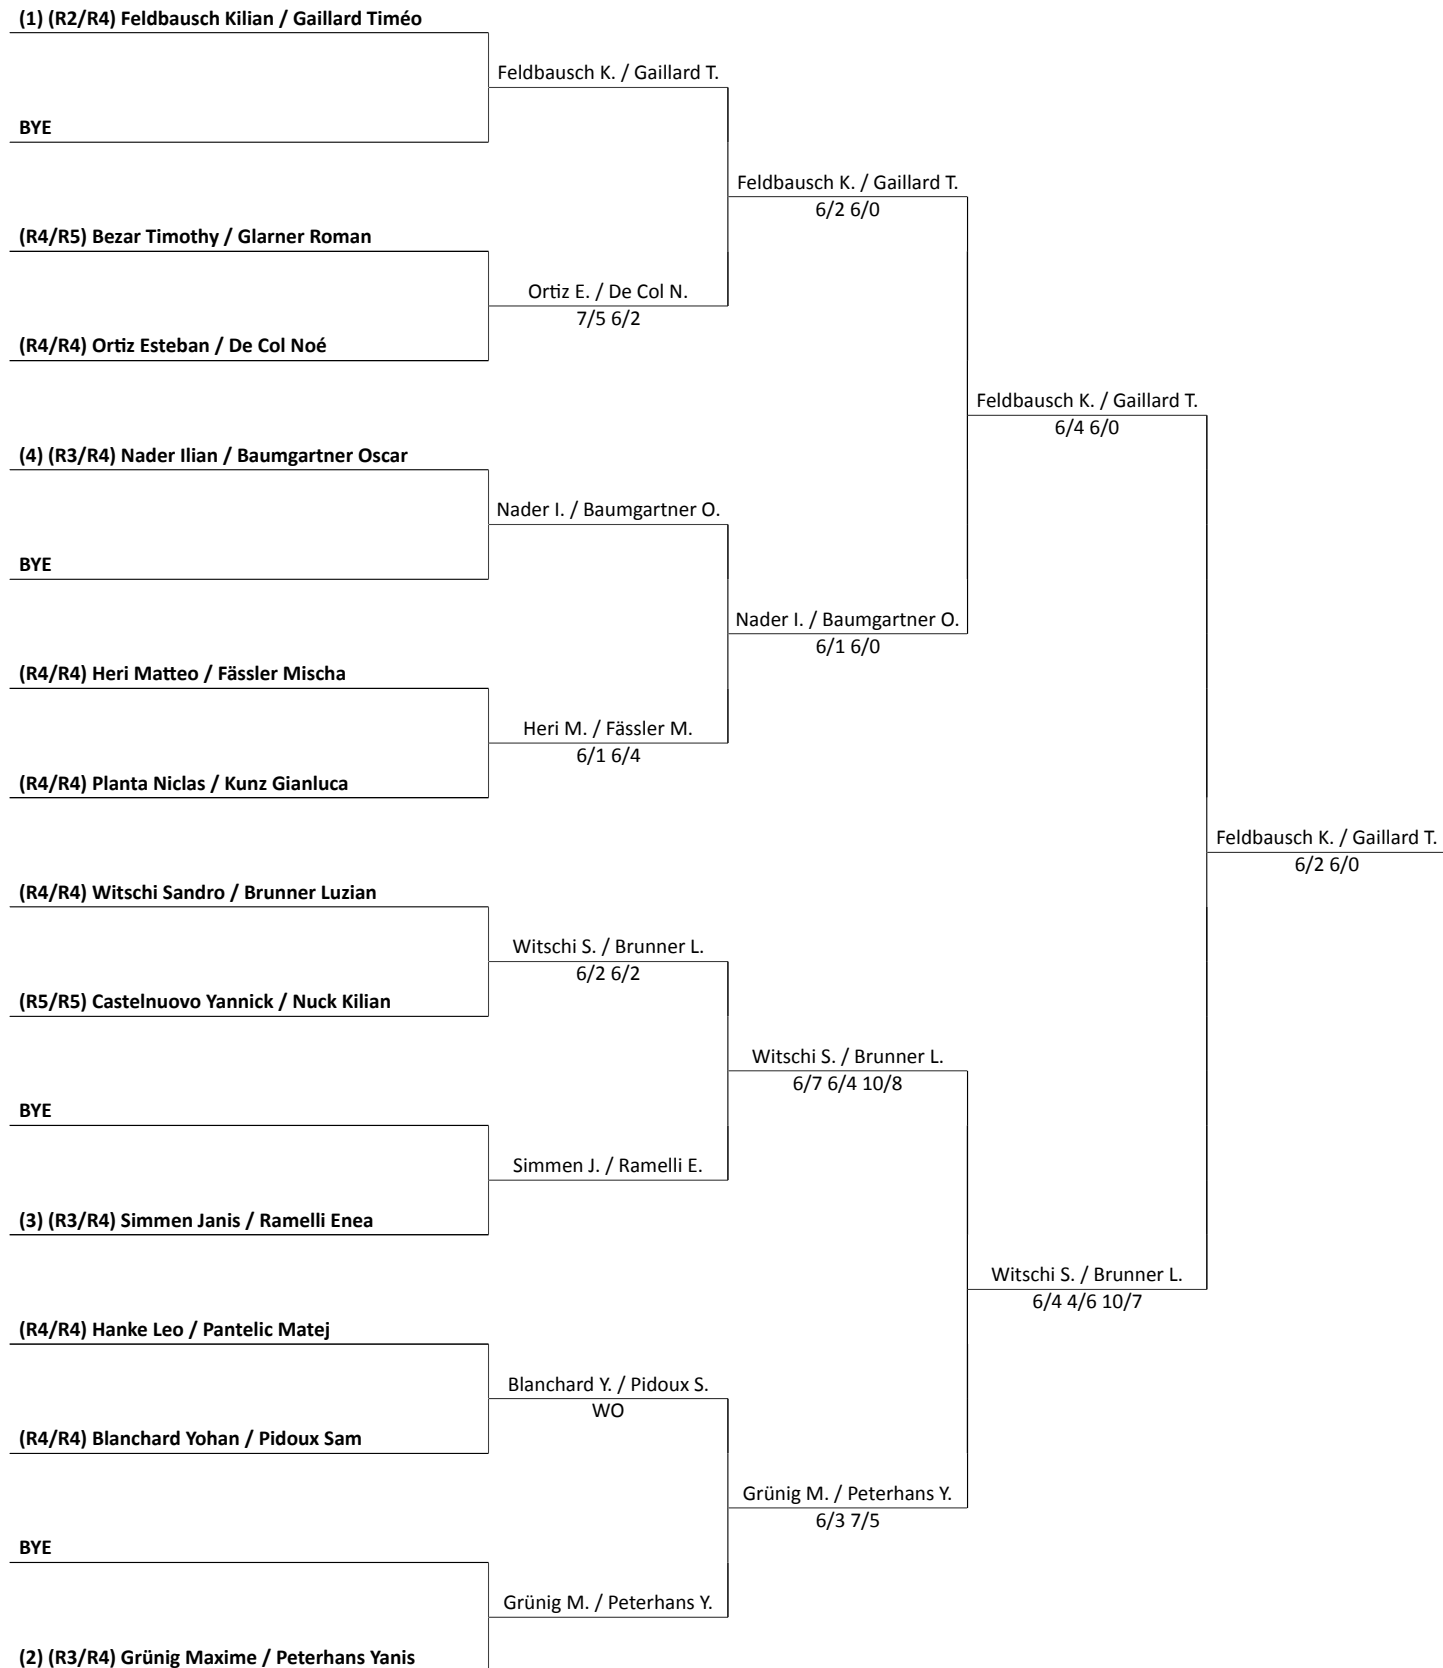 (1) (R2/R4) Feldbausch Kilian / Gaillard Timéo
Feldbausch K. / Gaillard T.
BYE
Feldbausch K. / Gaillard T.
6/2 6/0
(R4/R5) Bezar Timothy / Glarner Roman
Ortiz E. / De Col N.
7/5 6/2
(R4/R4) Ortiz Esteban / De Col Noé
Feldbausch K. / Gaillard T.
6/4 6/0
(4) (R3/R4) Nader Ilian / Baumgartner Oscar
Nader I. / Baumgartner O.
BYE
Nader I. / Baumgartner O.
6/1 6/0
(R4/R4) Heri Matteo / Fässler Mischa
Heri M. / Fässler M.
6/1 6/4
(R4/R4) Planta Niclas / Kunz Gianluca
Feldbausch K. / Gaillard T.
6/2 6/0
(R4/R4) Witschi Sandro / Brunner Luzian
Witschi S. / Brunner L.
6/2 6/2
(R5/R5) Castelnuovo Yannick / Nuck Kilian
Witschi S. / Brunner L.
6/7 6/4 10/8
BYE
Simmen J. / Ramelli E.
(3) (R3/R4) Simmen Janis / Ramelli Enea
Witschi S. / Brunner L.
6/4 4/6 10/7
(R4/R4) Hanke Leo / Pantelic Matej
Blanchard Y. / Pidoux S.
WO
(R4/R4) Blanchard Yohan / Pidoux Sam
Grünig M. / Peterhans Y.
6/3 7/5
BYE
Grünig M. / Peterhans Y.
(2) (R3/R4) Grünig Maxime / Peterhans Yanis